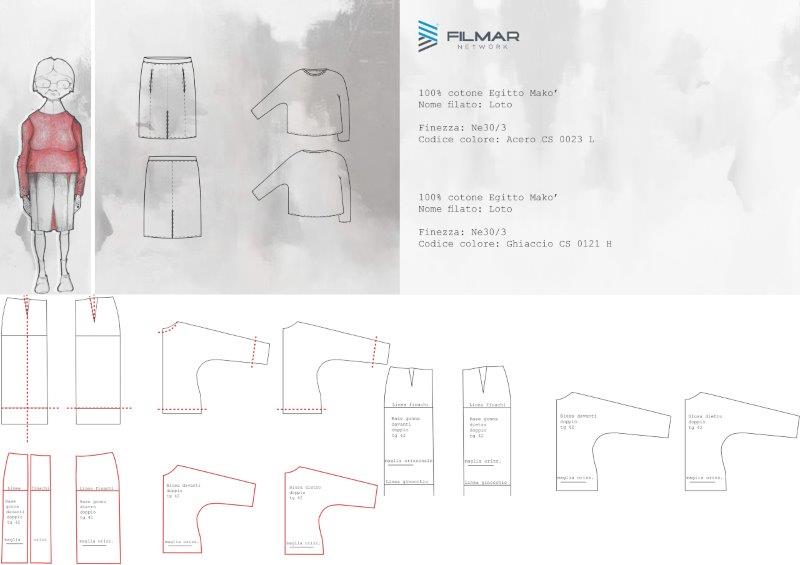 FILMAR
NETWORK
100% cotone Egitto Mako'
Nome filato: Loto
Finezza: Ne30/3
Codice colore: Acero CS 0023 L
100% cotone Egitto Mako'
Nome filato: Loto
Finezza: Ne30/3
Codice colore: Ghiaccio CS 0121 H
Linea fianchi
Base gonna
davanti
doppio
tg 42
maglia orizzontale
Linea ginocchio
Linea fianchi
Base gonna
dietro
doppio
tg 42
maglia orizz.
Linea ginocchio
Blusa davanti
doppio
tg 42
maglia orizz.
Blusa dietro
doppio
tg 42
maglia orizz.
Linea fianchi
Base
gonna
davanti
doppio
tg 42
maglia orizz.
Linea fianchi
Base gonna
dietro
doppio
tg 42
maglia orizz.
Blusa davanti
doppio
tg 42
maglia orizz.
Blusa dietro
doppio
tg 42
maglia orizz.